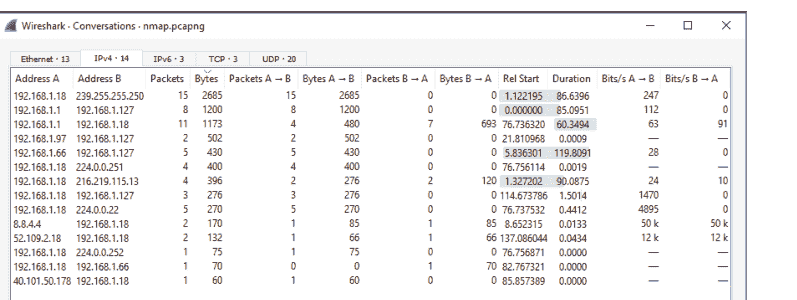 Wireshark · Conversations · nmap.pcapng
Ethernet · 13 IPv4 · 14 IPv6 · 3 TCP · 3 UDP · 20
Address A Address B Packets Bytes Packets A → B Bytes A → B Packets B → A Bytes B → A Rel Start Duration Bits/s A → B Bits/s B → A
192.168.1.18 239.255.255.250 15 2685 15 2685 0 0 1.122195 86.6396 247 0
192.168.1.1 192.168.1.127 8 1200 8 1200 0 0 0.000000 85.0951 112 0
192.168.1.1 192.168.1.18 11 1173 4 480 7 693 76.736320 60.3494 63 91
192.168.1.97 192.168.1.127 2 502 2 502 0 0 21.810968 0.0009 — —
192.168.1.66 192.168.1.127 5 430 5 430 0 0 5.836301 119.8091 28 0
192.168.1.18 224.0.0.251 4 400 4 400 0 0 76.756114 0.0019 — —
192.168.1.18 216.219.115.13 4 396 2 276 2 120 1.327202 90.0875 24 10
192.168.1.18 192.168.1.127 3 276 3 276 0 0 114.673786 1.5014 1470 0
192.168.1.18 224.0.0.22 5 270 5 270 0 0 76.737532 0.4412 4895 0
8.8.4.4 192.168.1.18 2 170 1 85 1 85 8.652315 0.0133 50 k 50 k
52.109.2.18 192.168.1.18 2 132 1 66 1 66 137.086044 0.0434 12 k 12 k
192.168.1.18 224.0.0.252 1 75 1 75 0 0 76.756871 0.0000 — —
192.168.1.18 192.168.1.66 1 70 0 0 1 70 82.767321 0.0000 — —
40.101.50.178 192.168.1.18 1 60 1 60 0 0 85.857389 0.0000 — —